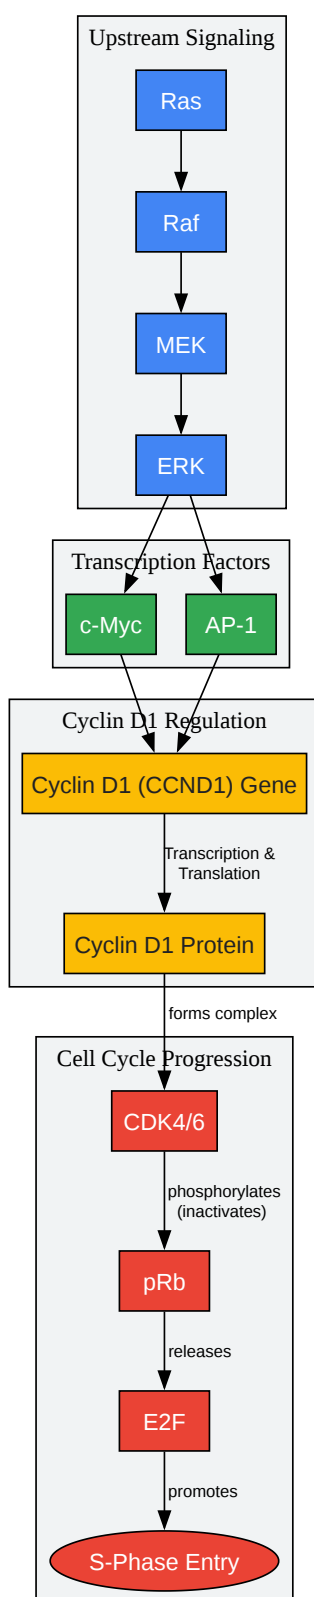 Upstream Signaling
Ras
Raf
MEK
ERK
Transcription Factors
c-Myc
AP-1
Cyclin D1 Regulation
Cyclin D1 (CCND1) Gene
Transcription &
Translation
Cyclin D1 Protein
forms complex
Cell Cycle Progression
CDK4/6
phosphorylates
(inactivates)
pRb
releases
E2F
promotes
S-Phase Entry